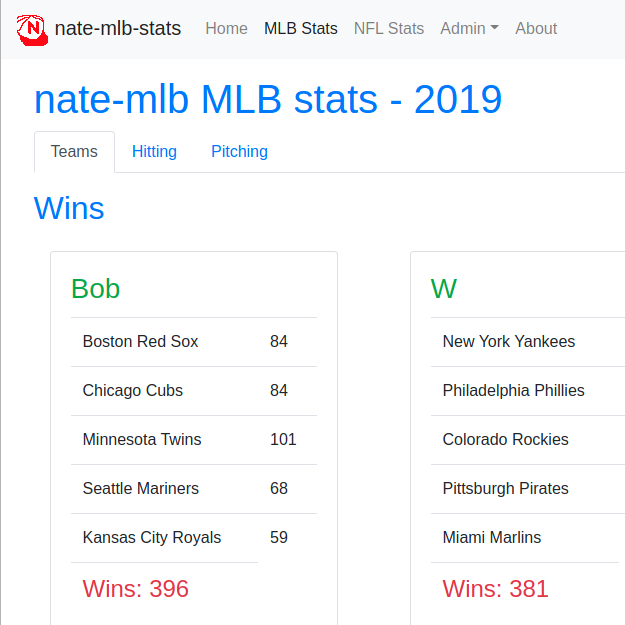 N nate-mlb-stats Home MLB Stats NFL Stats Admin About
nate-mlb MLB stats - 2019
Teams Hitting Pitching
Wins
Bob
Boston Red Sox 84
Chicago Cubs 84
Minnesota Twins 101
Seattle Mariners 68
Kansas City Royals 59
Wins: 396
W
New York Yankees
Philadelphia Phillies
Colorado Rockies
Pittsburgh Pirates
Miami Marlins
Wins: 381